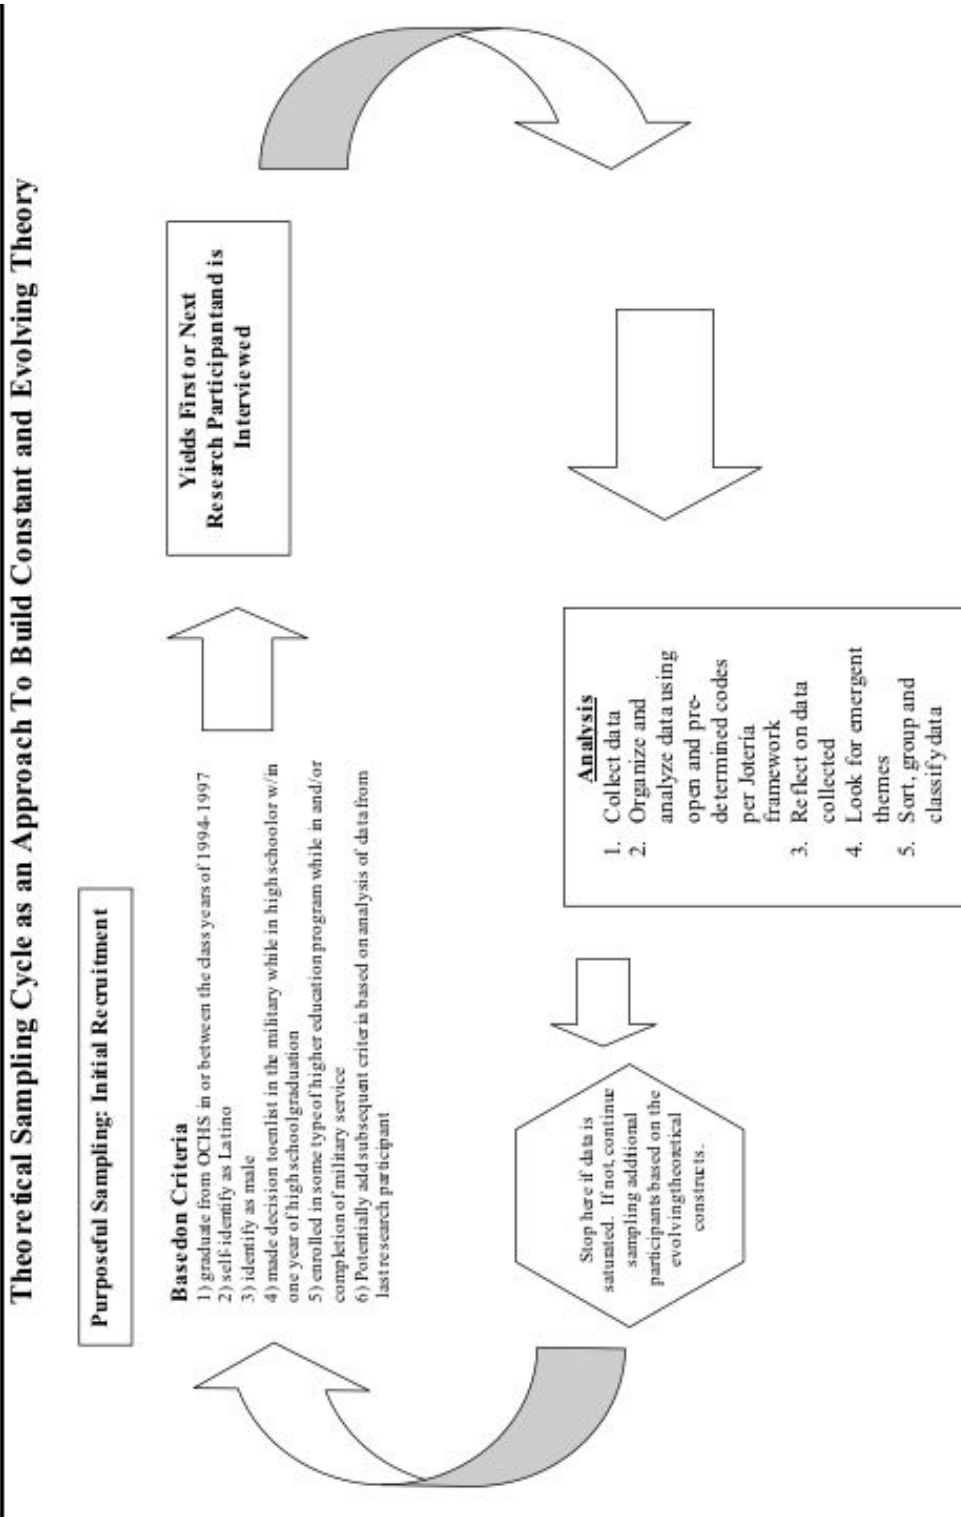 Theoretical Sampling Cycle as an Approach To Build Constant and Evolving Theory
Purposeful Sampling: Initial Recruitment
Based on Criteria
1) graduate from OCHS in or between the class years of 1994-1997
2) self-identify as Latino
3) identify as male
4) made decision to enlist in the military while in high school or w/in
one year of high school graduation
5) enrolled in some type of higher education program while in and/or
completion of military service
6) Potentially add subsequent criteria based on analysis of data from
last research participant
Yields First or Next
Research Participant and is
Interviewed
Analysis
1. Collect data
2. Organize and
analyze data using
open and pre-
determined codes
per Joteria
framework
3. Reflect on data
collected
4. Look for emergent
themes
5. Sort, group and
classify data
Stop here if data is
saturated. If not, continue
sampling additional
participants based on the
evolving theoretical
constructs.